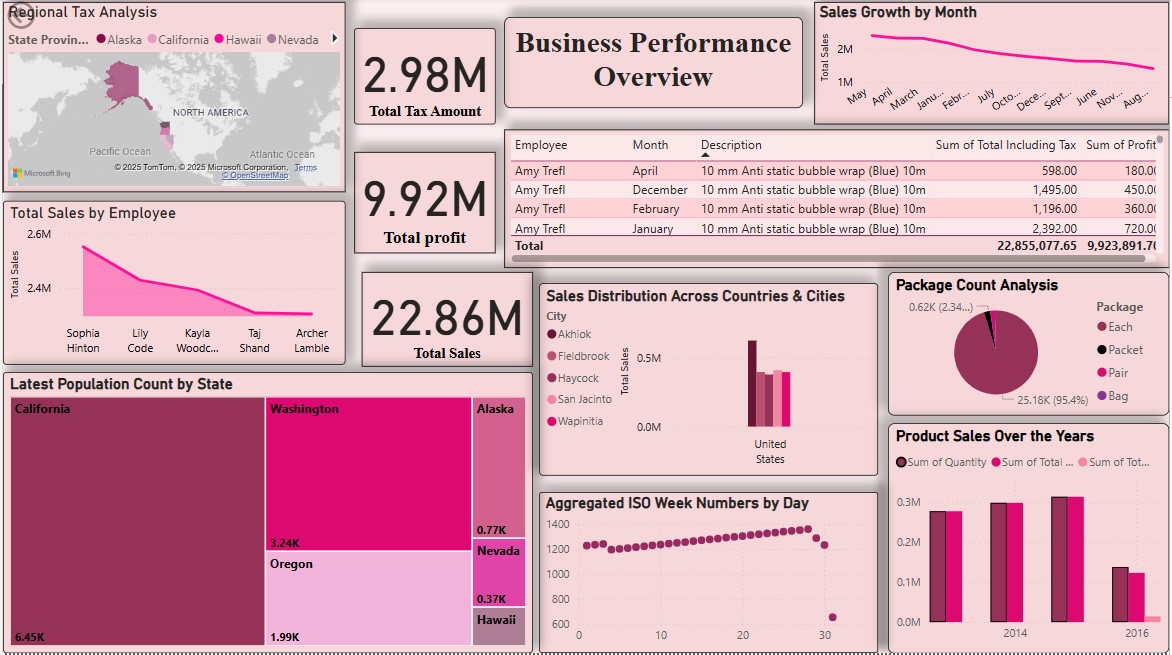 Regional Tax Analysis
State Provin... Alaska California Hawaii Nevada
NORTH AMERICA
Pacific Ocean
Atlantic Ocean
© 2025 TomTom, © 2025 Microsoft Corporation, Terms
© OpenStreetMap
Microsoft Bing
2.98M
Total Tax Amount
Business Performance
Overview
Sales Growth by Month
Total Sales
2M
1M
May April March Janu... Febr... July Octo... Dece... Sept... June Nov... Aug...
9.92M
Total profit
Employee Month Description Sum of Total Including Tax Sum of Profit
Amy Trefl April 10 mm Anti static bubble wrap (Blue) 10m 598.00 180.00
Amy Trefl December 10 mm Anti static bubble wrap (Blue) 10m 1,495.00 450.00
Amy Trefl February 10 mm Anti static bubble wrap (Blue) 10m 1,196.00 360.00
Amy Trefl January 10 mm Anti static bubble wrap (Blue) 10m 2,392.00 720.00
Total 22,855,077.65 9,923,891.70
Total Sales by Employee
Total Sales
2.6M
2.4M
Sophia Lily Kayla Taj Archer
Hinton Code Woodc... Shand Lamble
22.86M
Total Sales
Sales Distribution Across Countries & Cities
City
Akhiok
Fieldbrook
Haycock
San Jacinto
Wapinitia
Total Sales
0.5M
0.0M
United
States
Package Count Analysis
0.62K (2.34...)
25.18K (95.4%)
Package
Each
Packet
Pair
Bag
Latest Population Count by State
California
6.45K
Washington
3.24K
Oregon
1.99K
Alaska
0.77K
Nevada
0.37K
Hawaii
Aggregated ISO Week Numbers by Day
1400
1200
1000
800
600
0 10 20 30
Product Sales Over the Years
Sum of Quantity Sum of Total ... Sum of Tot...
0.3M
0.2M
0.1M
0.0M
2014 2016